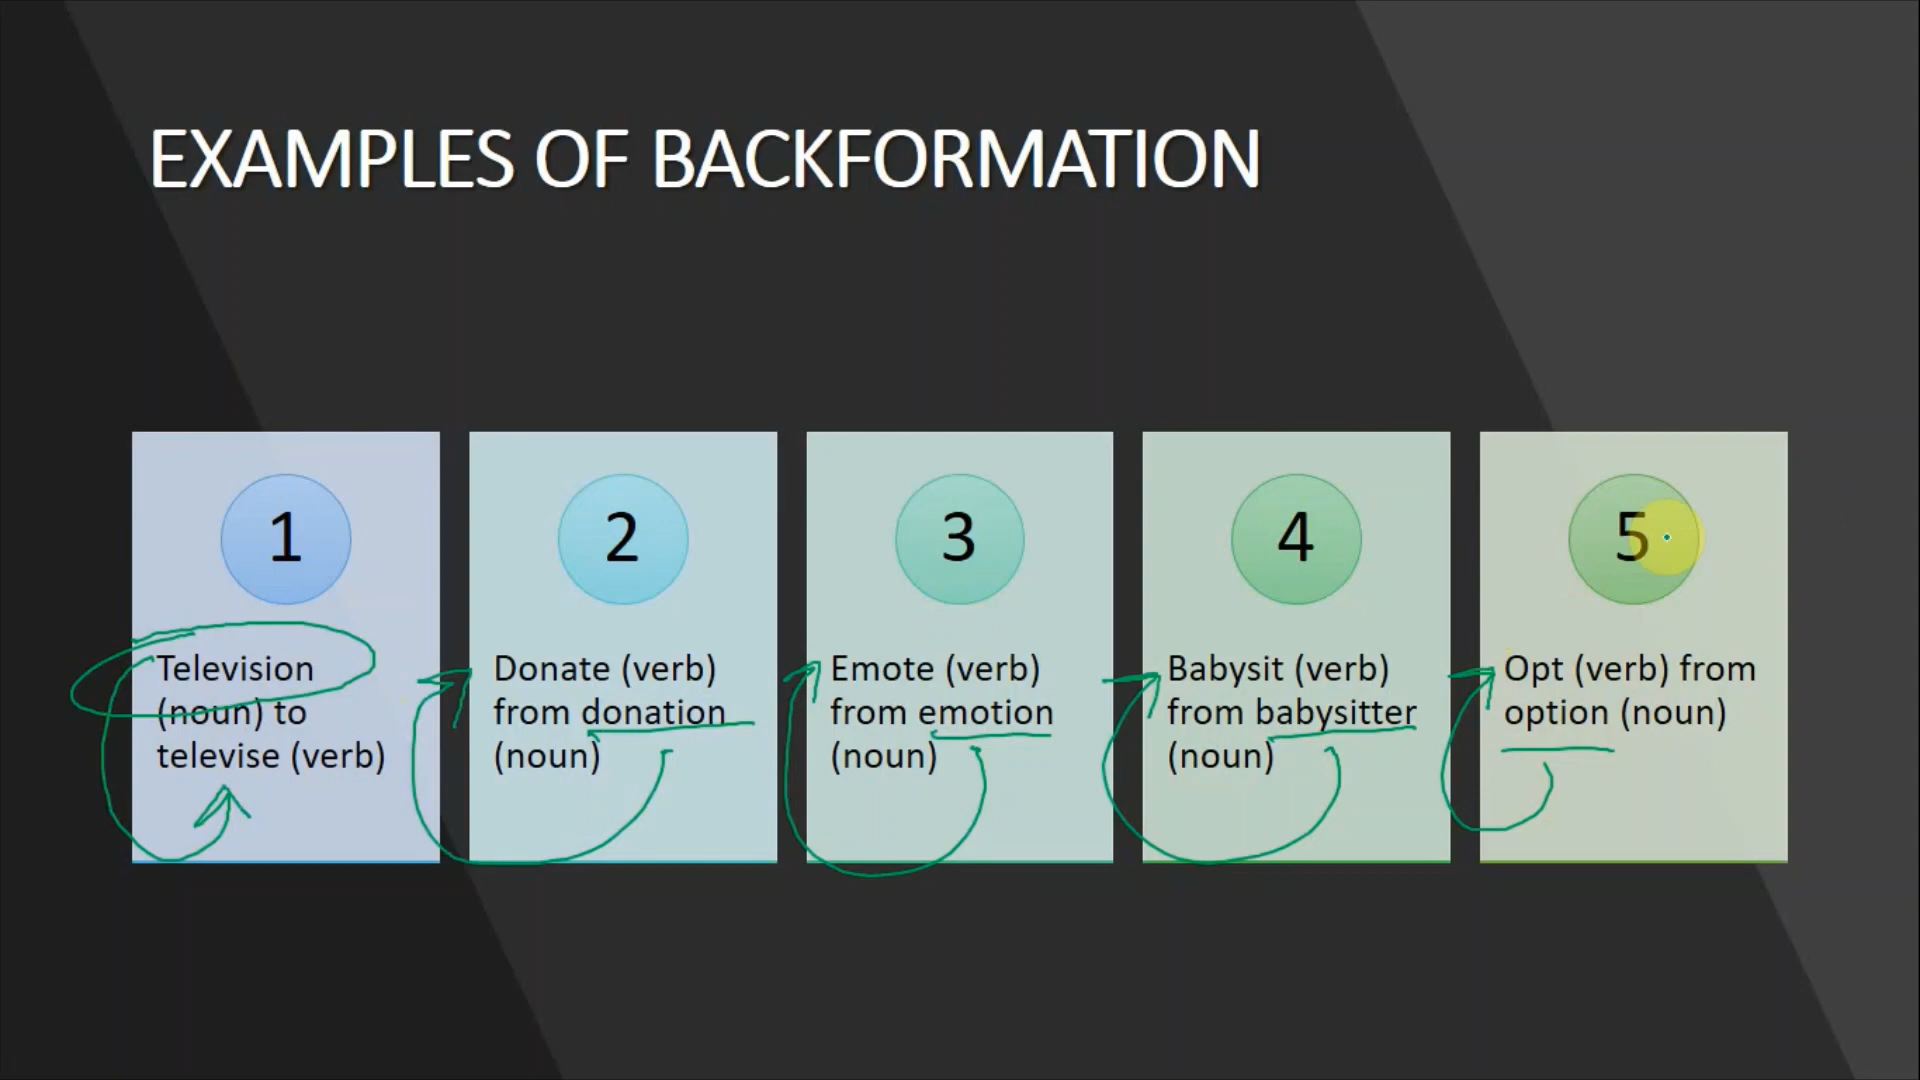 EXAMPLES OF BACKFORMATION
1
Television
(noun) to
televise (verb)
2
Donate (verb)
from donation
(noun)
3
Emote (verb)
from emotion
(noun)
4
Babysit (verb)
from babysitter
(noun)
5
Opt (verb) from
option (noun)